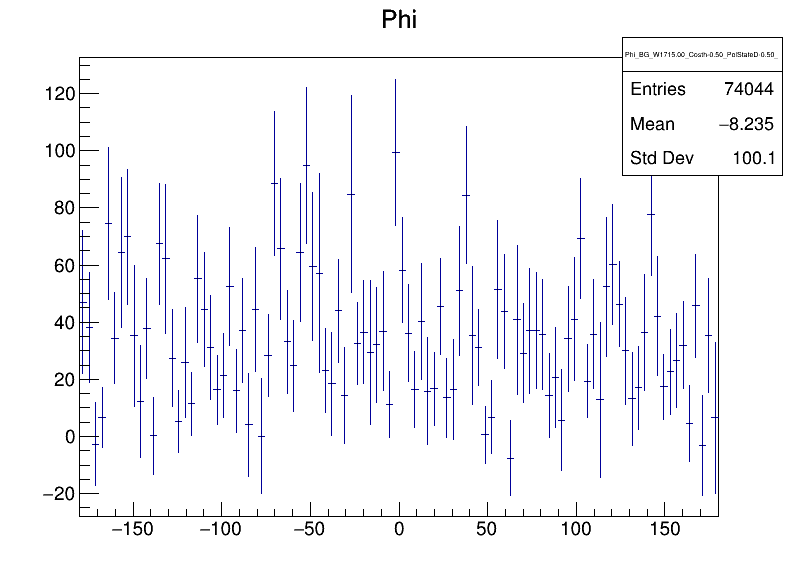 Phi
Phi_BG_W1715.00_Costh-0.50_PolStateD-0.50_
Entries 74044
Mean −8.235
Std Dev 100.1
120
100
80
60
40
20
0
−20
−150 −100 −50 0 50 100 150